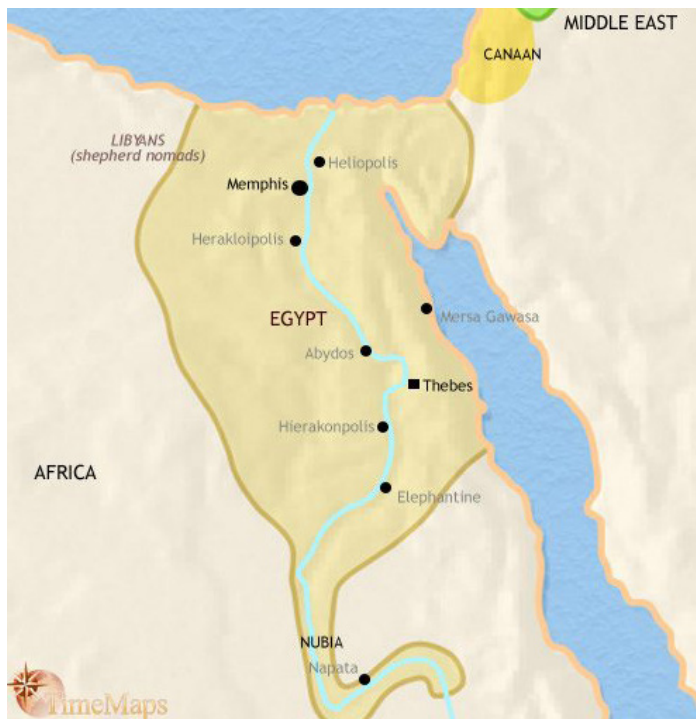 MIDDLE EAST
CANAAN
LIBYANS
(shepherd nomads)
Heliopolis
Memphis
Herakloipolis
EGYPT
Mersa Gawasa
Abydos
Thebes
Hierakonpolis
AFRICA
Elephantine
NUBIA
Napata
TimeMaps